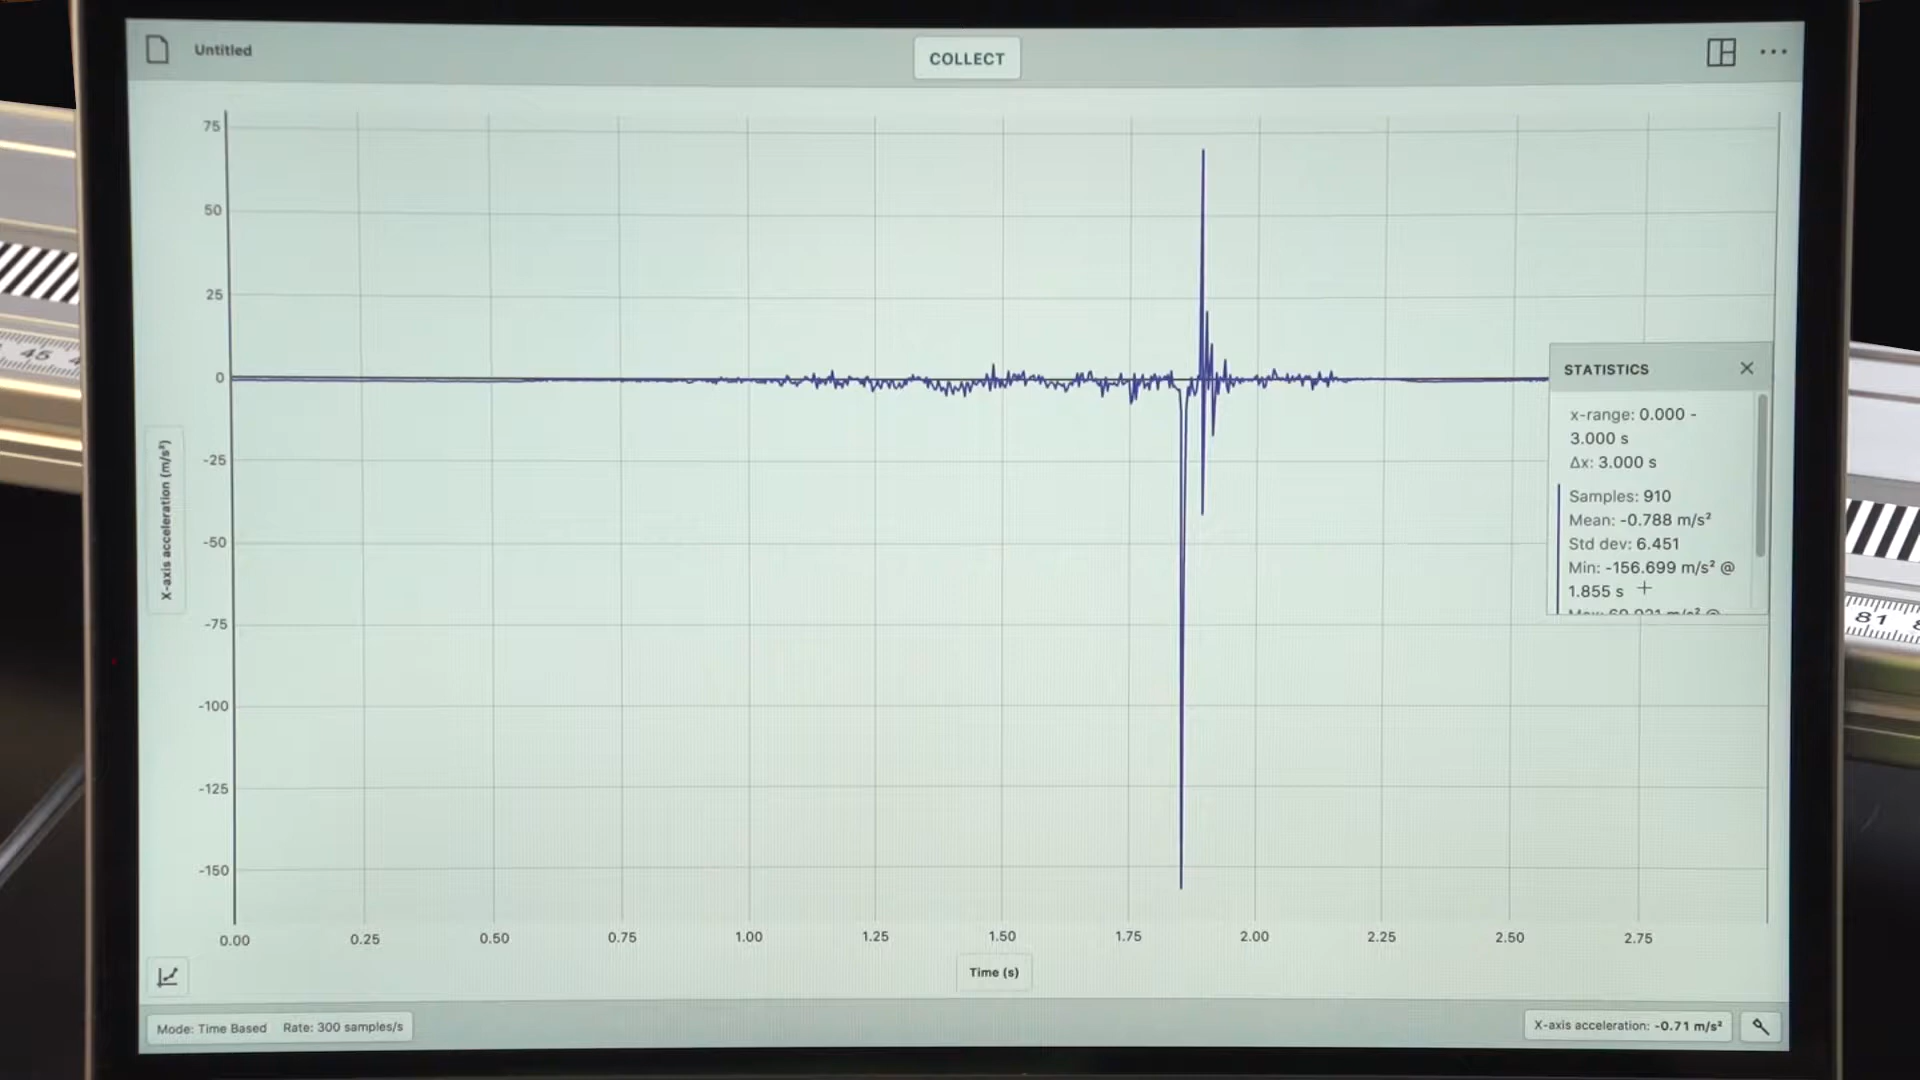 Untitled
COLLECT
75
50
25
0
-25
-50
-75
-100
-125
-150
X-axis acceleration (m/s²)
STATISTICS
x-range: 0.000 -
3.000 s
Δx: 3.000 s
Samples: 910
Mean: -0.788 m/s²
Std dev: 6.451
Min: -156.699 m/s² @
1.855 s
0.00 0.25 0.50 0.75 1.00 1.25 1.50 1.75 2.00 2.25 2.50 2.75
Time (s)
Mode: Time Based Rate: 300 samples/s
X-axis acceleration: -0.71 m/s²
45
81